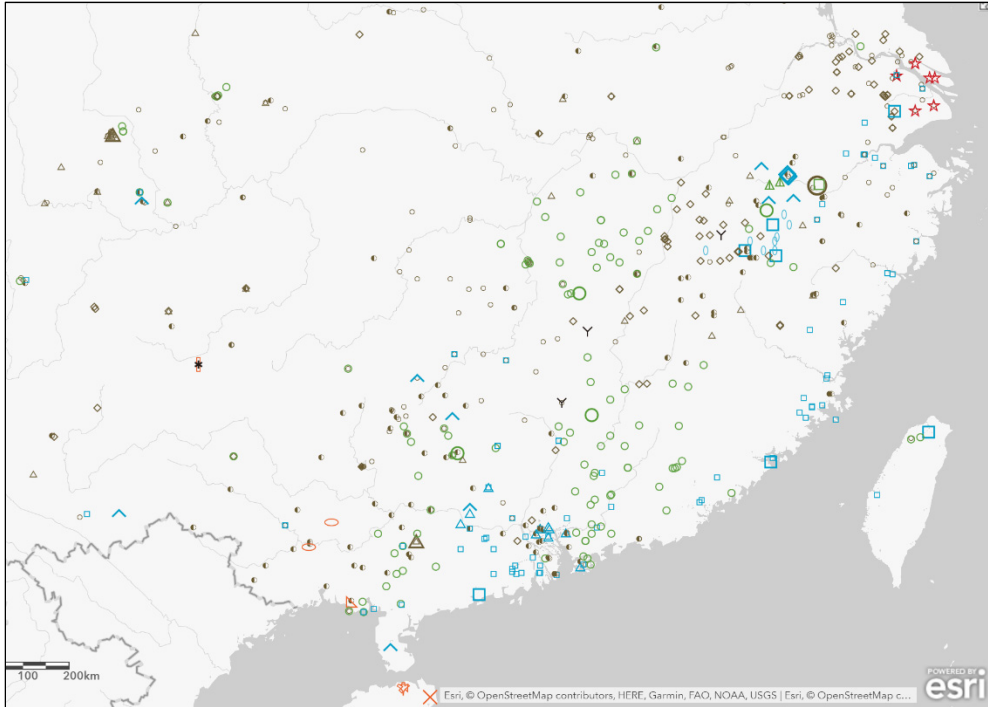 100 200km
Esri, © OpenStreetMap contributors, HERE, Garmin, FAO, NOAA, USGS | Esri, © OpenStreetMap c...
POWERED BY
esri